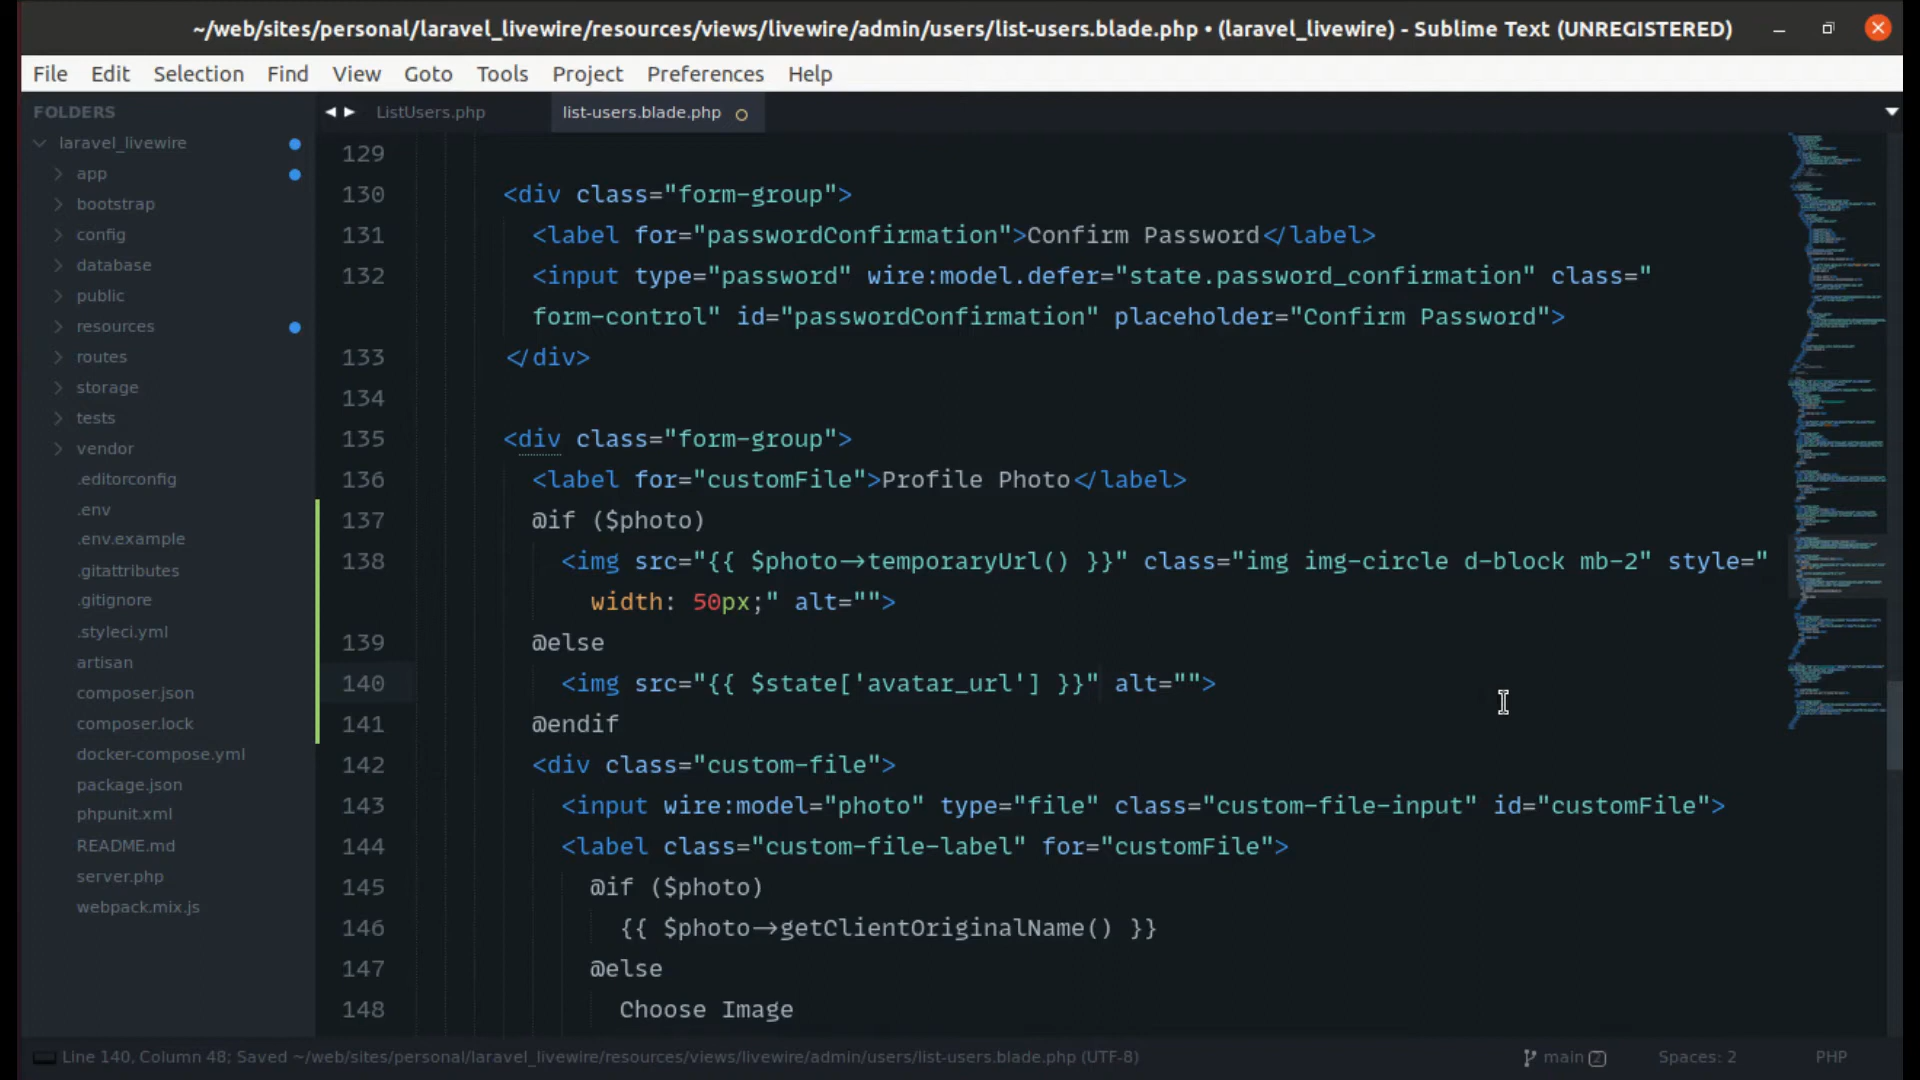 ~/web/sites/personal/laravel_livewire/resources/views/livewire/admin/users/list-users.blade.php • (laravel_livewire) - Sublime Text (UNREGISTERED)
File Edit Selection Find View Goto Tools Project Preferences Help
FOLDERS
laravel_livewire
app
bootstrap
config
database
public
resources
routes
storage
tests
vendor
.editorconfig
.env
.env.example
.gitattributes
.gitignore
.styleci.yml
artisan
composer.json
composer.lock
docker-compose.yml
package.json
phpunit.xml
README.md
server.php
webpack.mix.js
ListUsers.php list-users.blade.php
129
130 <div class="form-group">
131 <label for="passwordConfirmation">Confirm Password</label>
132 <input type="password" wire:model.defer="state.password_confirmation" class="
form-control" id="passwordConfirmation" placeholder="Confirm Password">
133 </div>
134
135 <div class="form-group">
136 <label for="customFile">Profile Photo</label>
137 @if ($photo)
138 <img src="{{ $photo->temporaryUrl() }}" class="img img-circle d-block mb-2" style="
width: 50px;" alt="">
139 @else
140 <img src="{{ $state['avatar_url'] }}" alt="">
141 @endif
142 <div class="custom-file">
143 <input wire:model="photo" type="file" class="custom-file-input" id="customFile">
144 <label class="custom-file-label" for="customFile">
145 @if ($photo)
146 {{ $photo->getClientOriginalName() }}
147 @else
148 Choose Image
Line 140, Column 48; Saved ~/web/sites/personal/laravel_livewire/resources/views/livewire/admin/users/list-users.blade.php (UTF-8) main 2 Spaces: 2 PHP